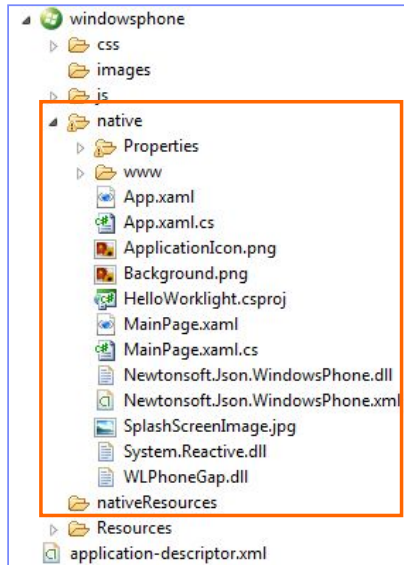 windowsphone
css
images
js
native
Properties
www
App.xaml
App.xaml.cs
ApplicationIcon.png
Background.png
HelloWorklight.csproj
MainPage.xaml
MainPage.xaml.cs
Newtonsoft.Json.WindowsPhone.dll
Newtonsoft.Json.WindowsPhone.xml
SplashScreenImage.jpg
System.Reactive.dll
WLPhoneGap.dll
nativeResources
Resources
application-descriptor.xml